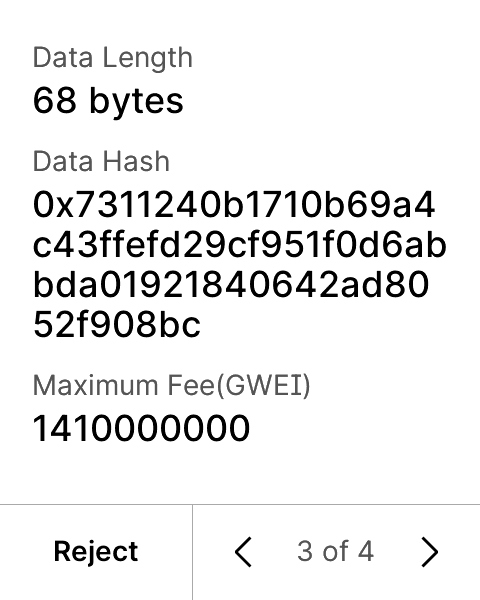 Data Length
68 bytes
Data Hash
0x7311240b1710b69a4
c43ffefd29cf951f0d6ab
bda01921840642ad80
52f908bc
Maximum Fee(GWEI)
1410000000
Reject
3 of 4